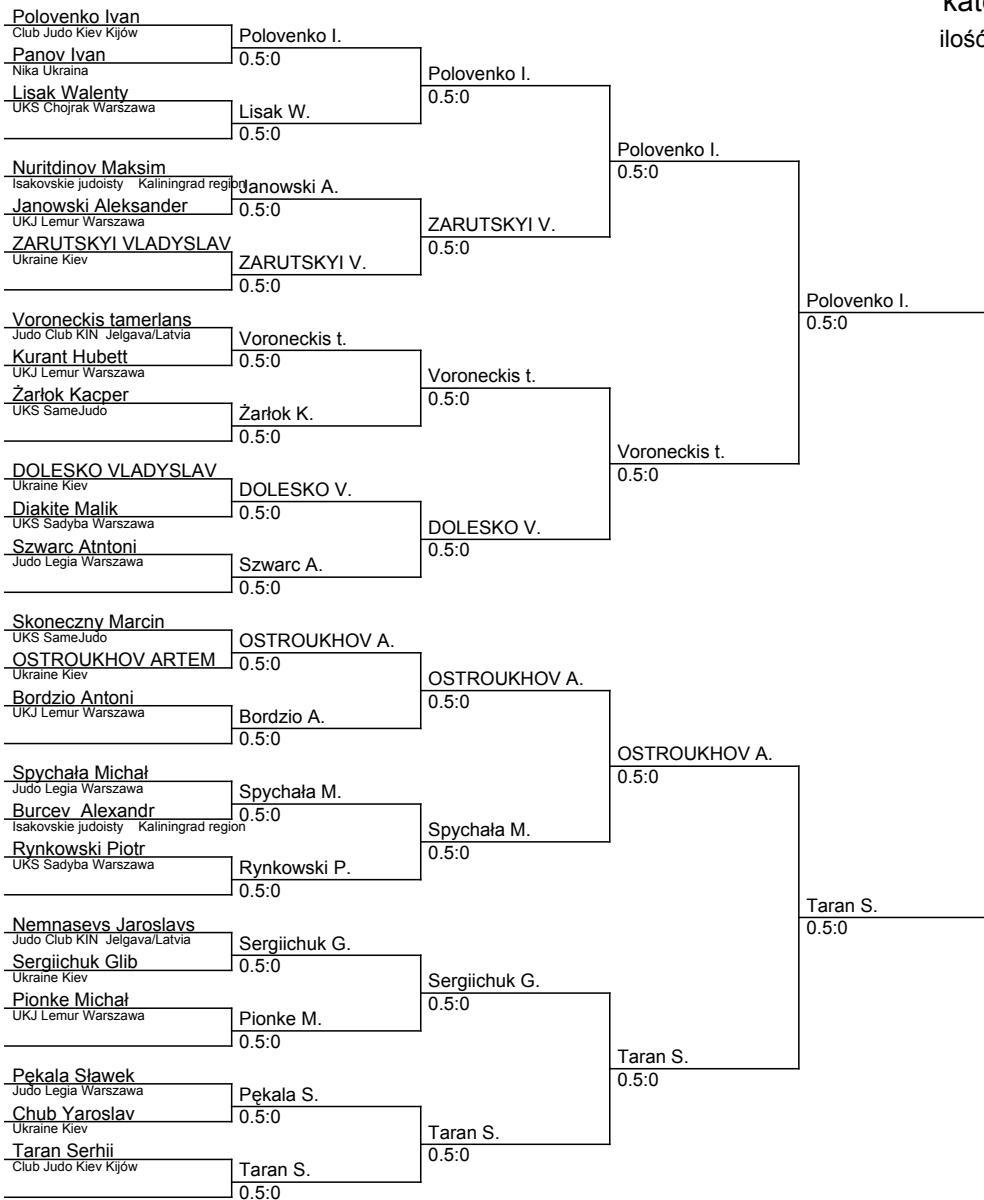 kat
ilość
Polovenko Ivan
Club Judo Kiev Kijów
Panov Ivan
Nika Ukraina
Lisak Walenty
UKS Chojrak Warszawa
Nuritdinov Maksim
Isakovskie judoisty Kaliningrad region
Janowski Aleksander
UKJ Lemur Warszawa
ZARUTSKYI VLADYSLAV
Ukraine Kiev
Voroneckis tamerlans
Judo Club KIN Jelgava/Latvia
Kurant Hubett
UKJ Lemur Warszawa
Żarłok Kacper
UKS SameJudo
DOLESKO VLADYSLAV
Ukraine Kiev
Diakite Malik
UKS Sadyba Warszawa
Szwarc Atntoni
Judo Legia Warszawa
Skoneczny Marcin
UKS SameJudo
OSTROUKHOV ARTEM
Ukraine Kiev
Bordzio Antoni
UKJ Lemur Warszawa
Spychała Michał
Judo Legia Warszawa
Burcev Alexandr
Isakovskie judoisty Kaliningrad region
Rynkowski Piotr
UKS Sadyba Warszawa
Nemnasevs Jaroslavs
Judo Club KIN Jelgava/Latvia
Sergiichuk Glib
Ukraine Kiev
Pionke Michał
UKJ Lemur Warszawa
Pękala Sławek
Judo Legia Warszawa
Chub Yaroslav
Ukraine Kiev
Taran Serhii
Club Judo Kiev Kijów
Polovenko I.
0.5:0
Lisak W.
0.5:0
Janowski A.
0.5:0
ZARUTSKYI V.
0.5:0
Voroneckis t.
0.5:0
Żarłok K.
0.5:0
DOLESKO V.
0.5:0
Szwarc A.
0.5:0
OSTROUKHOV A.
0.5:0
Bordzio A.
0.5:0
Spychała M.
0.5:0
Rynkowski P.
0.5:0
Sergiichuk G.
0.5:0
Pionke M.
0.5:0
Pękala S.
0.5:0
Taran S.
0.5:0
Polovenko I.
0.5:0
ZARUTSKYI V.
0.5:0
Voroneckis t.
0.5:0
DOLESKO V.
0.5:0
OSTROUKHOV A.
0.5:0
Spychała M.
0.5:0
Sergiichuk G.
0.5:0
Taran S.
0.5:0
Polovenko I.
0.5:0
Voroneckis t.
0.5:0
OSTROUKHOV A.
0.5:0
Taran S.
0.5:0
Polovenko I.
0.5:0
Taran S.
0.5:0